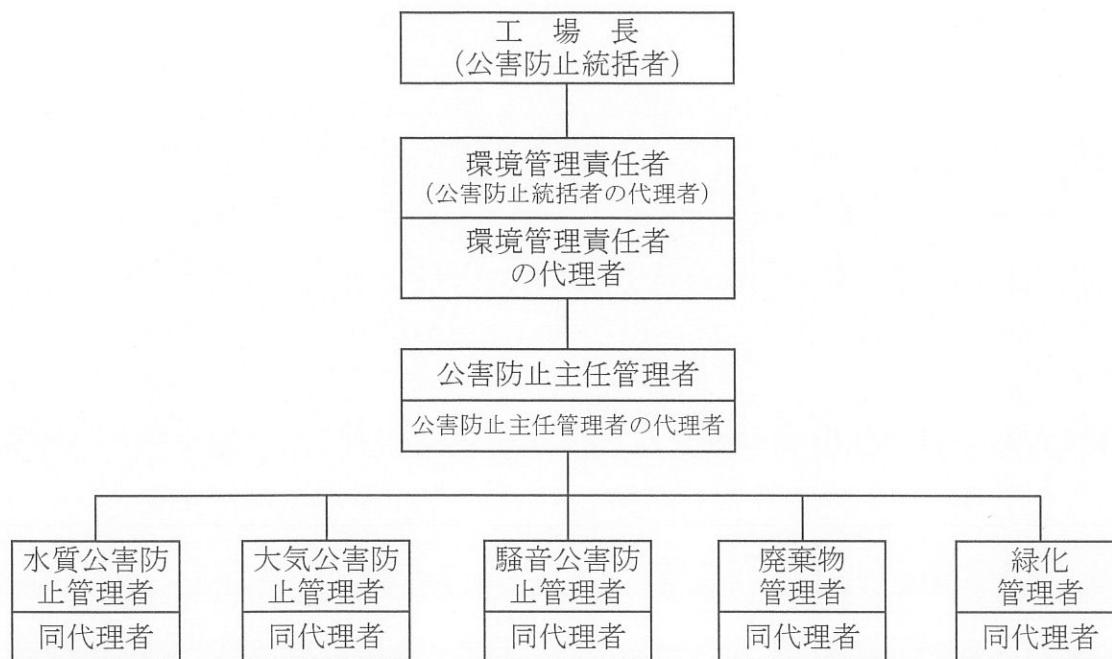 工場長
(公害防止統括者)
環境管理責任者
(公害防止統括者の代理者)
環境管理責任者
の代理者
公害防止主任管理者
公害防止主任管理者の代理者
水質公害防
止管理者
同代理者
大気公害防
止管理者
同代理者
騒音公害防
止管理者
同代理者
廃棄物
管理者
同代理者
緑化
管理者
同代理者